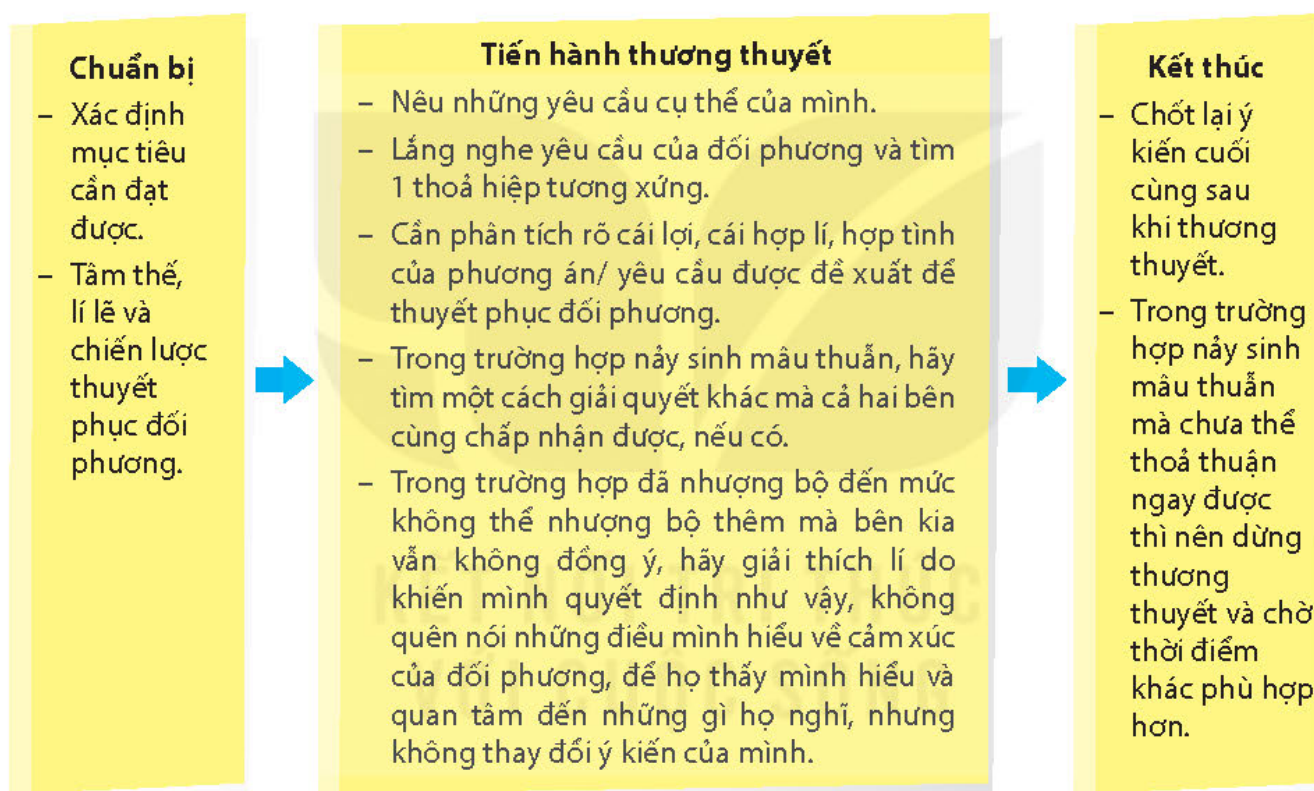 Chuẩn bị
– Xác định
mục tiêu
cần đạt
được.
– Tâm thế,
lí lẽ và
chiến lược
thuyết
phục đối
phương.
Tiến hành thương thuyết
– Nêu những yêu cầu cụ thể của mình.
– Lắng nghe yêu cầu của đối phương và tìm
1 thoả hiệp tương xứng.
– Cần phân tích rõ cái lợi, cái hợp lí, hợp tình
của phương án/ yêu cầu được đề xuất để
thuyết phục đối phương.
– Trong trường hợp nảy sinh mâu thuẫn, hãy
tìm một cách giải quyết khác mà cả hai bên
cùng chấp nhận được, nếu có.
– Trong trường hợp đã nhượng bộ đến mức
không thể nhượng bộ thêm mà bên kia
vẫn không đồng ý, hãy giải thích lí do
khiến mình quyết định như vậy, không
quên nói những điều mình hiểu về cảm xúc
của đối phương, để họ thấy mình hiểu và
quan tâm đến những gì họ nghĩ, nhưng
không thay đổi ý kiến của mình.
KẾT NỐI TRI THỨC
VỚI CUỘC SỐNG
Kết thúc
– Chốt lại ý
kiến cuối
cùng sau
khi thương
thuyết.
– Trong trường
hợp nảy sinh
mâu thuẫn
mà chưa thể
thoả thuận
ngay được
thì nên dừng
thương
thuyết và chờ
thời điểm
khác phù hợp
hơn.